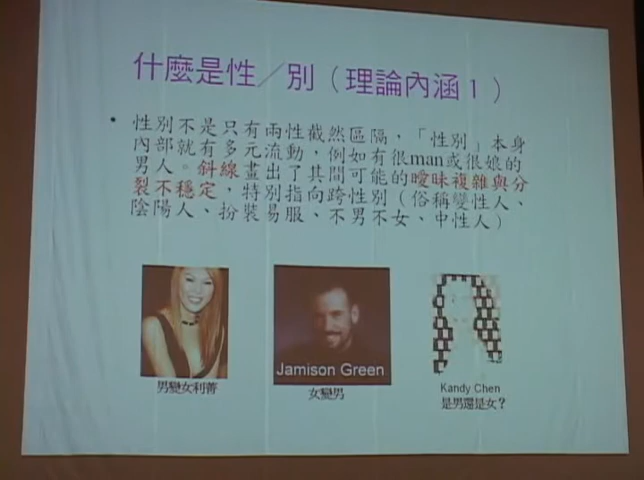 什麼是性／別（理論內涵1）
• 性別不是只有兩性截然區隔，「性別」本身
內部就有多元流動，例如有很man或很娘的
男人。斜線畫出了其間可能的曖昧複雜與分
裂不穩定，特別指向跨性別（俗稱變性人、
陰陽人、扮裝易服、不男不女、中性人）
Jamison Green
男變女利菁
女變男
Kandy Chen
是男還是女?